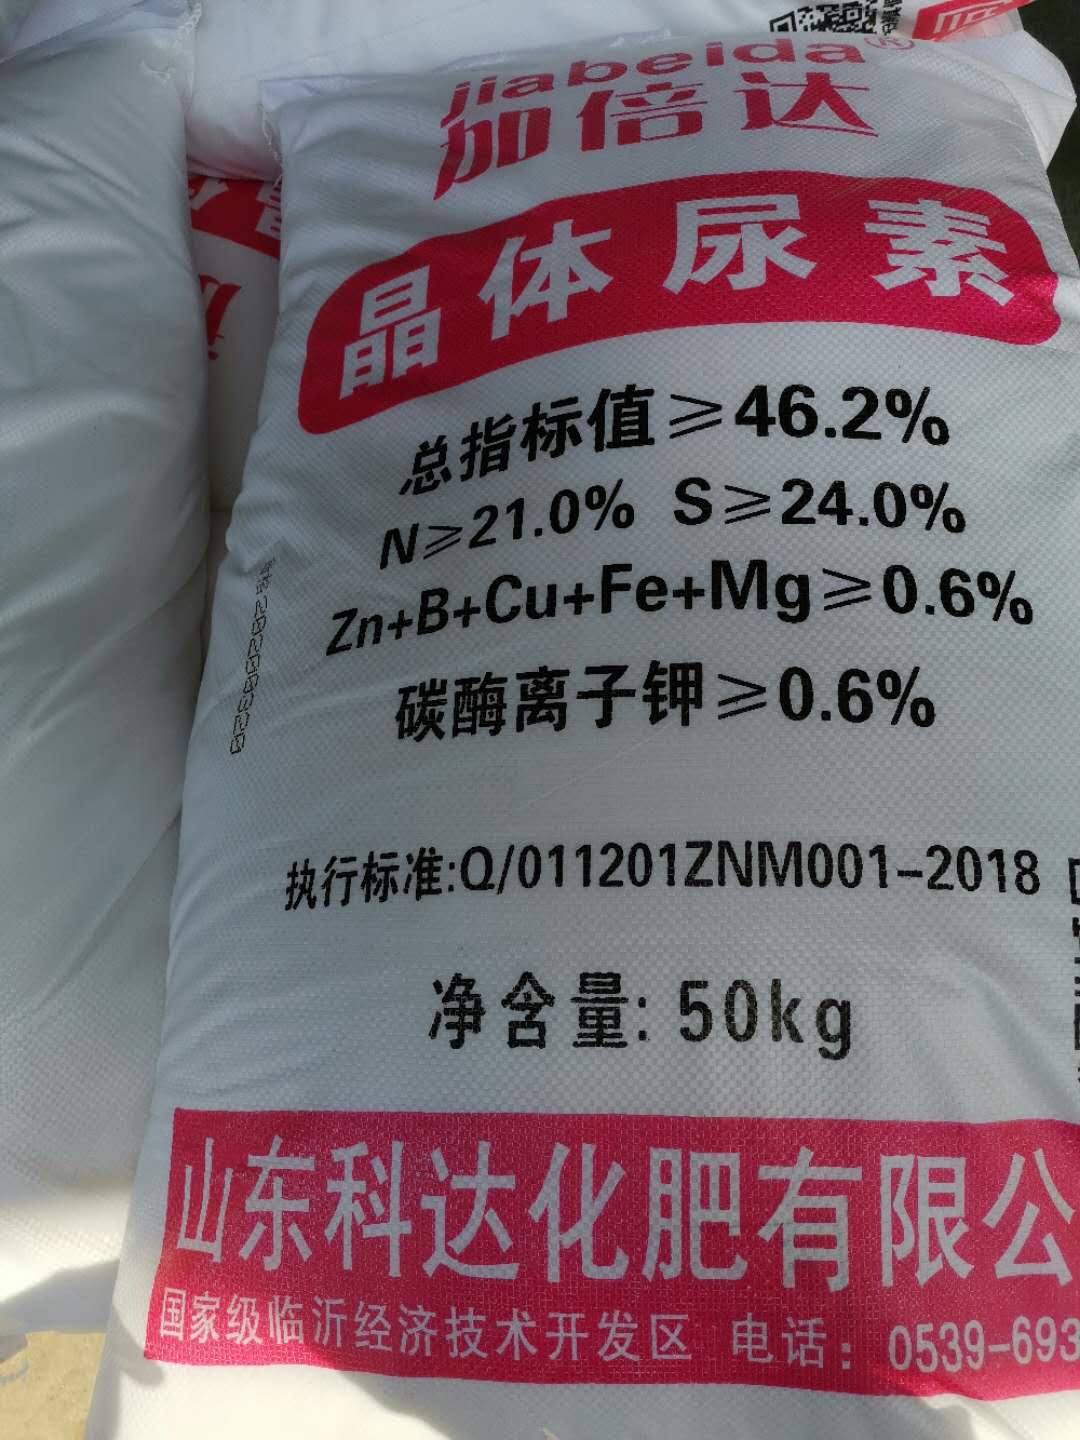 jiabeida®
加倍达
晶体尿素
总指标值≥46.2%
N≥21.0% S≥24.0%
Zn+B+Cu+Fe+Mg≥0.6%
碳酶离子钾≥0.6%
执行标准:Q/011201ZNM001-2018
净含量: 50kg
山东科达化肥有限公
国家级临沂经济技术开发区 电话: 0539-693